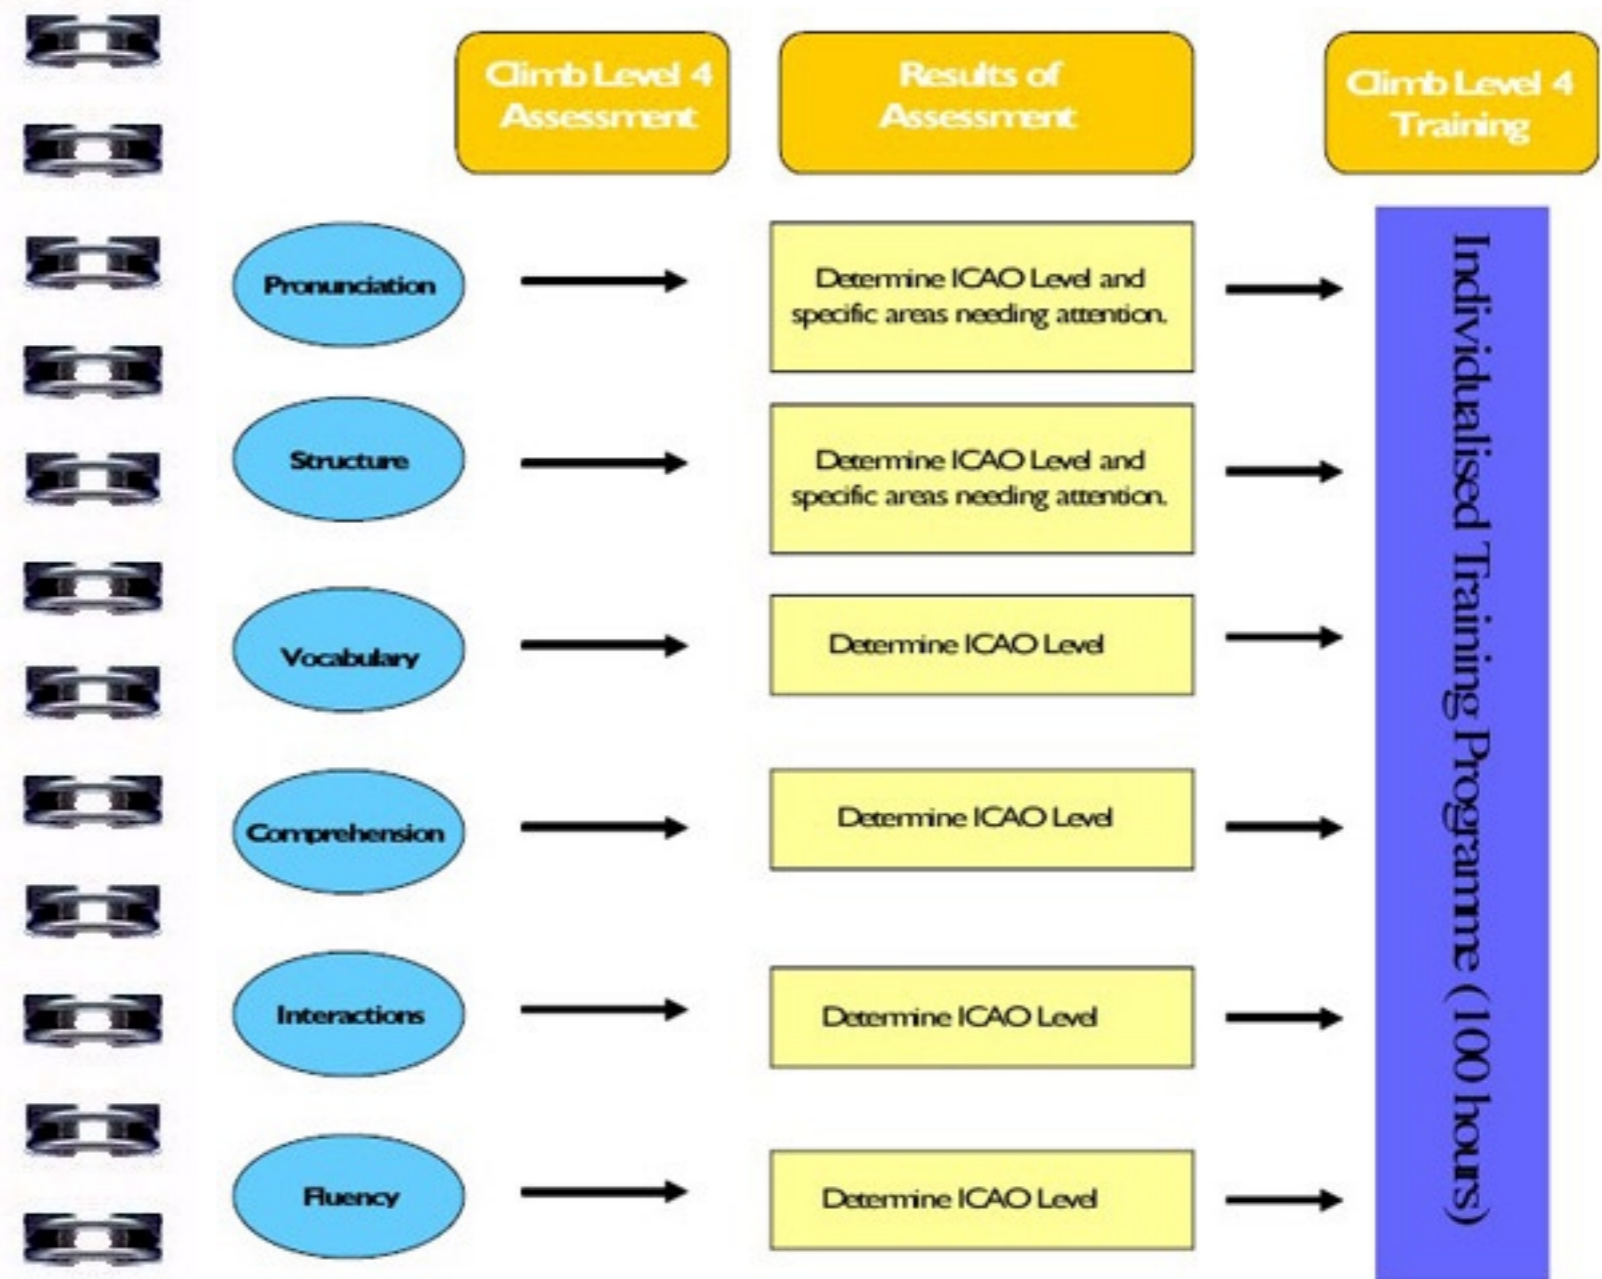 Climb Level 4
Assessment
Results of
Assessment
Climb Level 4
Training
Pronunciation
Determine ICAO Level and
specific areas needing attention.
Structure
Determine ICAO Level and
specific areas needing attention.
Vocabulary
Determine ICAO Level
Comprehension
Determine ICAO Level
Interactions
Determine ICAO Level
Fluency
Determine ICAO Level
Individualised Training Programme (100 hours)